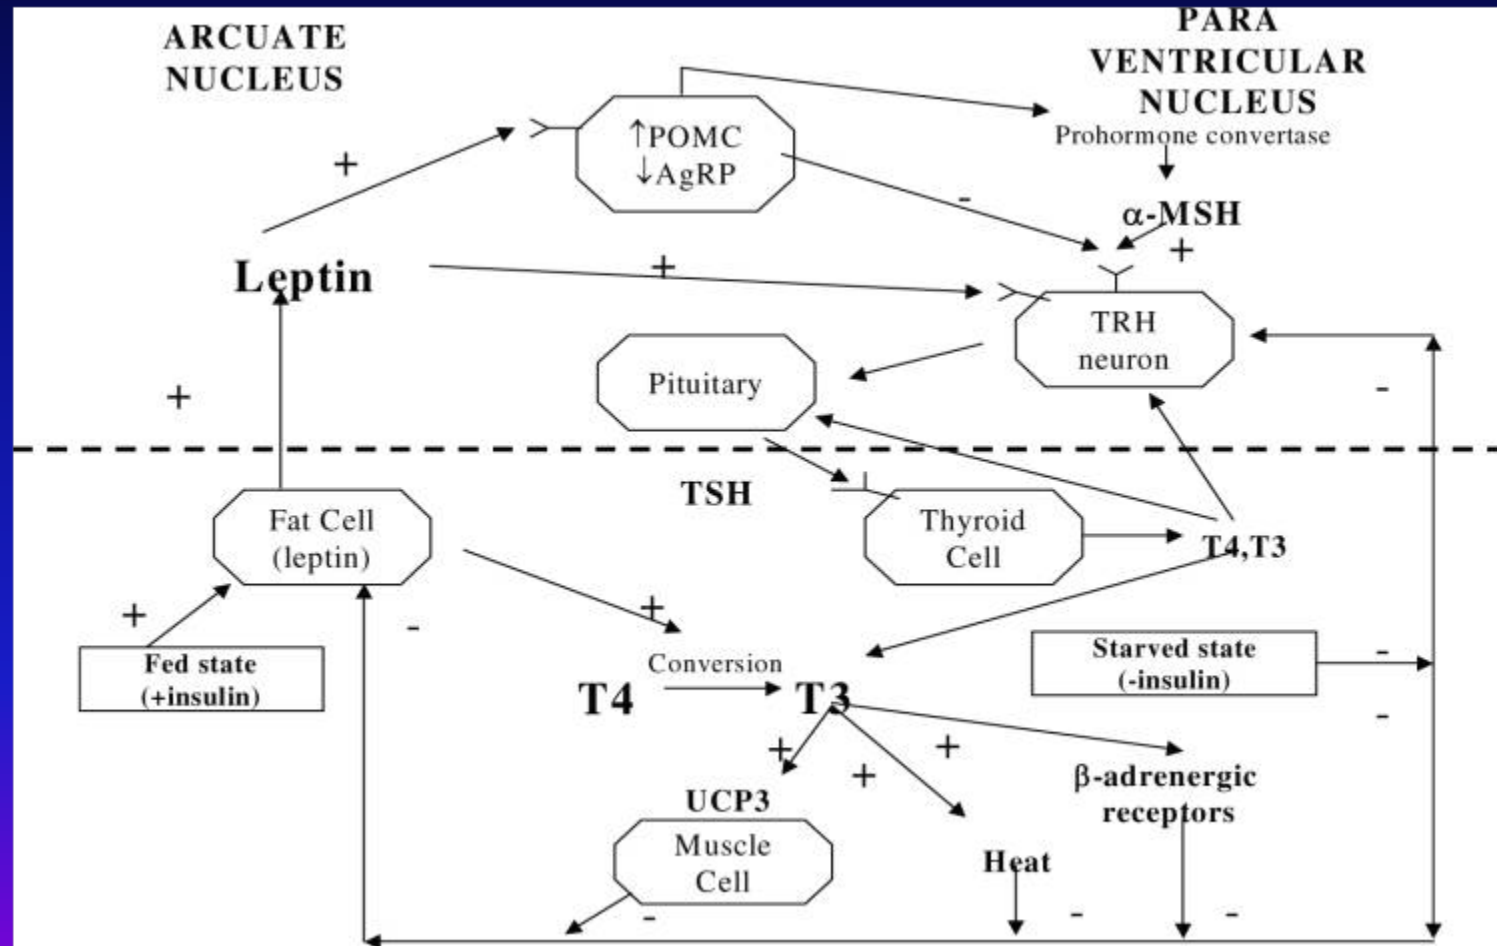 ARCUATE
NUCLEUS
PARA
VENTRICULAR
NUCLEUS
Prohormone convertase
↑POMC
↓AgRP
+
-
α-MSH
+
Leptin
+
TRH
neuron
Pituitary
+
-
TSH
Fat Cell
(leptin)
Thyroid
Cell
T4,T3
+
-
+
Fed state
(+insulin)
Conversion
T4
T3
Starved state
(-insulin)
-
-
+
+
+
β-adrenergic
receptors
UCP3
Muscle
Cell
Heat
-
-
-